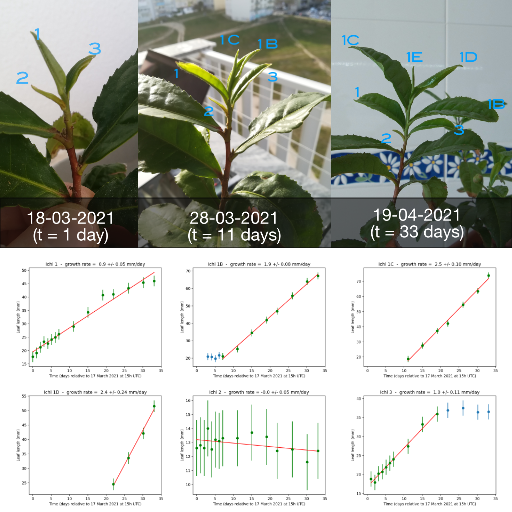 1
2
3
18-03-2021
(t = 1 day)
1C
1B
1
3
2
28-03-2021
(t = 11 days)
1C
1E
1D
1
1B
2
3
19-04-2021
(t = 33 days)
Ichi 1 - growth rate = 0.9 +/- 0.05 mm/day
Leaf length [mm]
Time (days relative to 17 March 2021 at 15h UTC)
Ichi 1B - growth rate = 1.9 +/- 0.08 mm/day
Leaf length [mm]
Time (days relative to 17 March 2021 at 15h UTC)
Ichi 1C - growth rate = 2.5 +/- 0.10 mm/day
Leaf length [mm]
Time (days relative to 17 March 2021 at 15h UTC)
Ichi 1D - growth rate = 2.4 +/- 0.24 mm/day
Leaf length [mm]
Time (days relative to 17 March 2021 at 15h UTC)
Ichi 2 - growth rate = -0.0 +/- 0.05 mm/day
Leaf length [mm]
Time (days relative to 17 March 2021 at 15h UTC)
Ichi 3 - growth rate = 1.0 +/- 0.11 mm/day
Leaf length [mm]
Time (days relative to 17 March 2021 at 15h UTC)